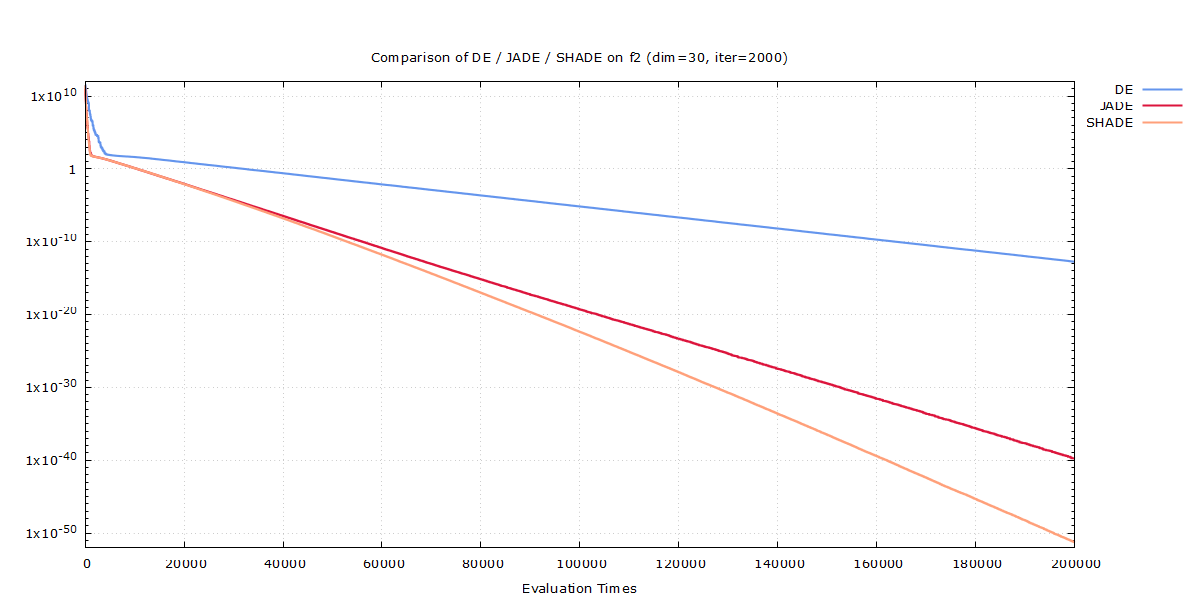 Comparison of DE / JADE / SHADE on f2 (dim=30, iter=2000)
DE
JADE
SHADE
1x10^10
1
1x10^-10
1x10^-20
1x10^-30
1x10^-40
1x10^-50
0 20000 40000 60000 80000 100000 120000 140000 160000 180000 200000
Evaluation Times